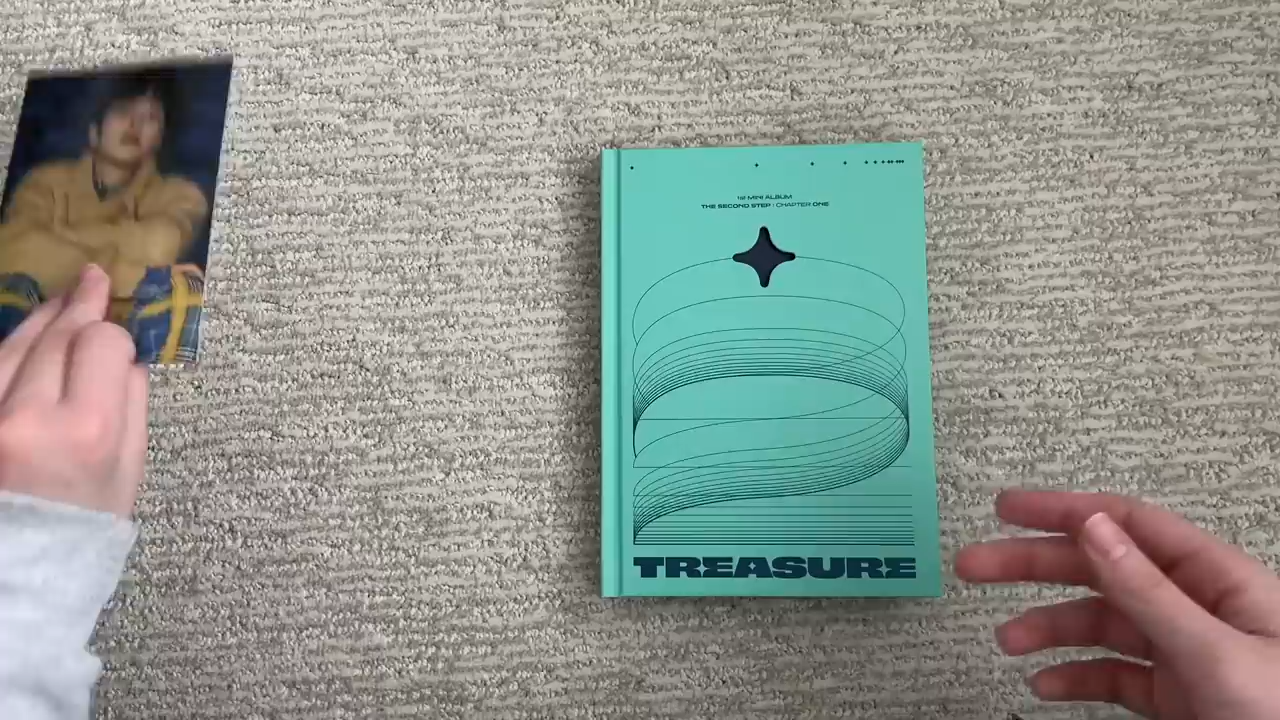 1st MINI ALBUM
THE SECOND STEP : CHAPTER ONE
TREASURE